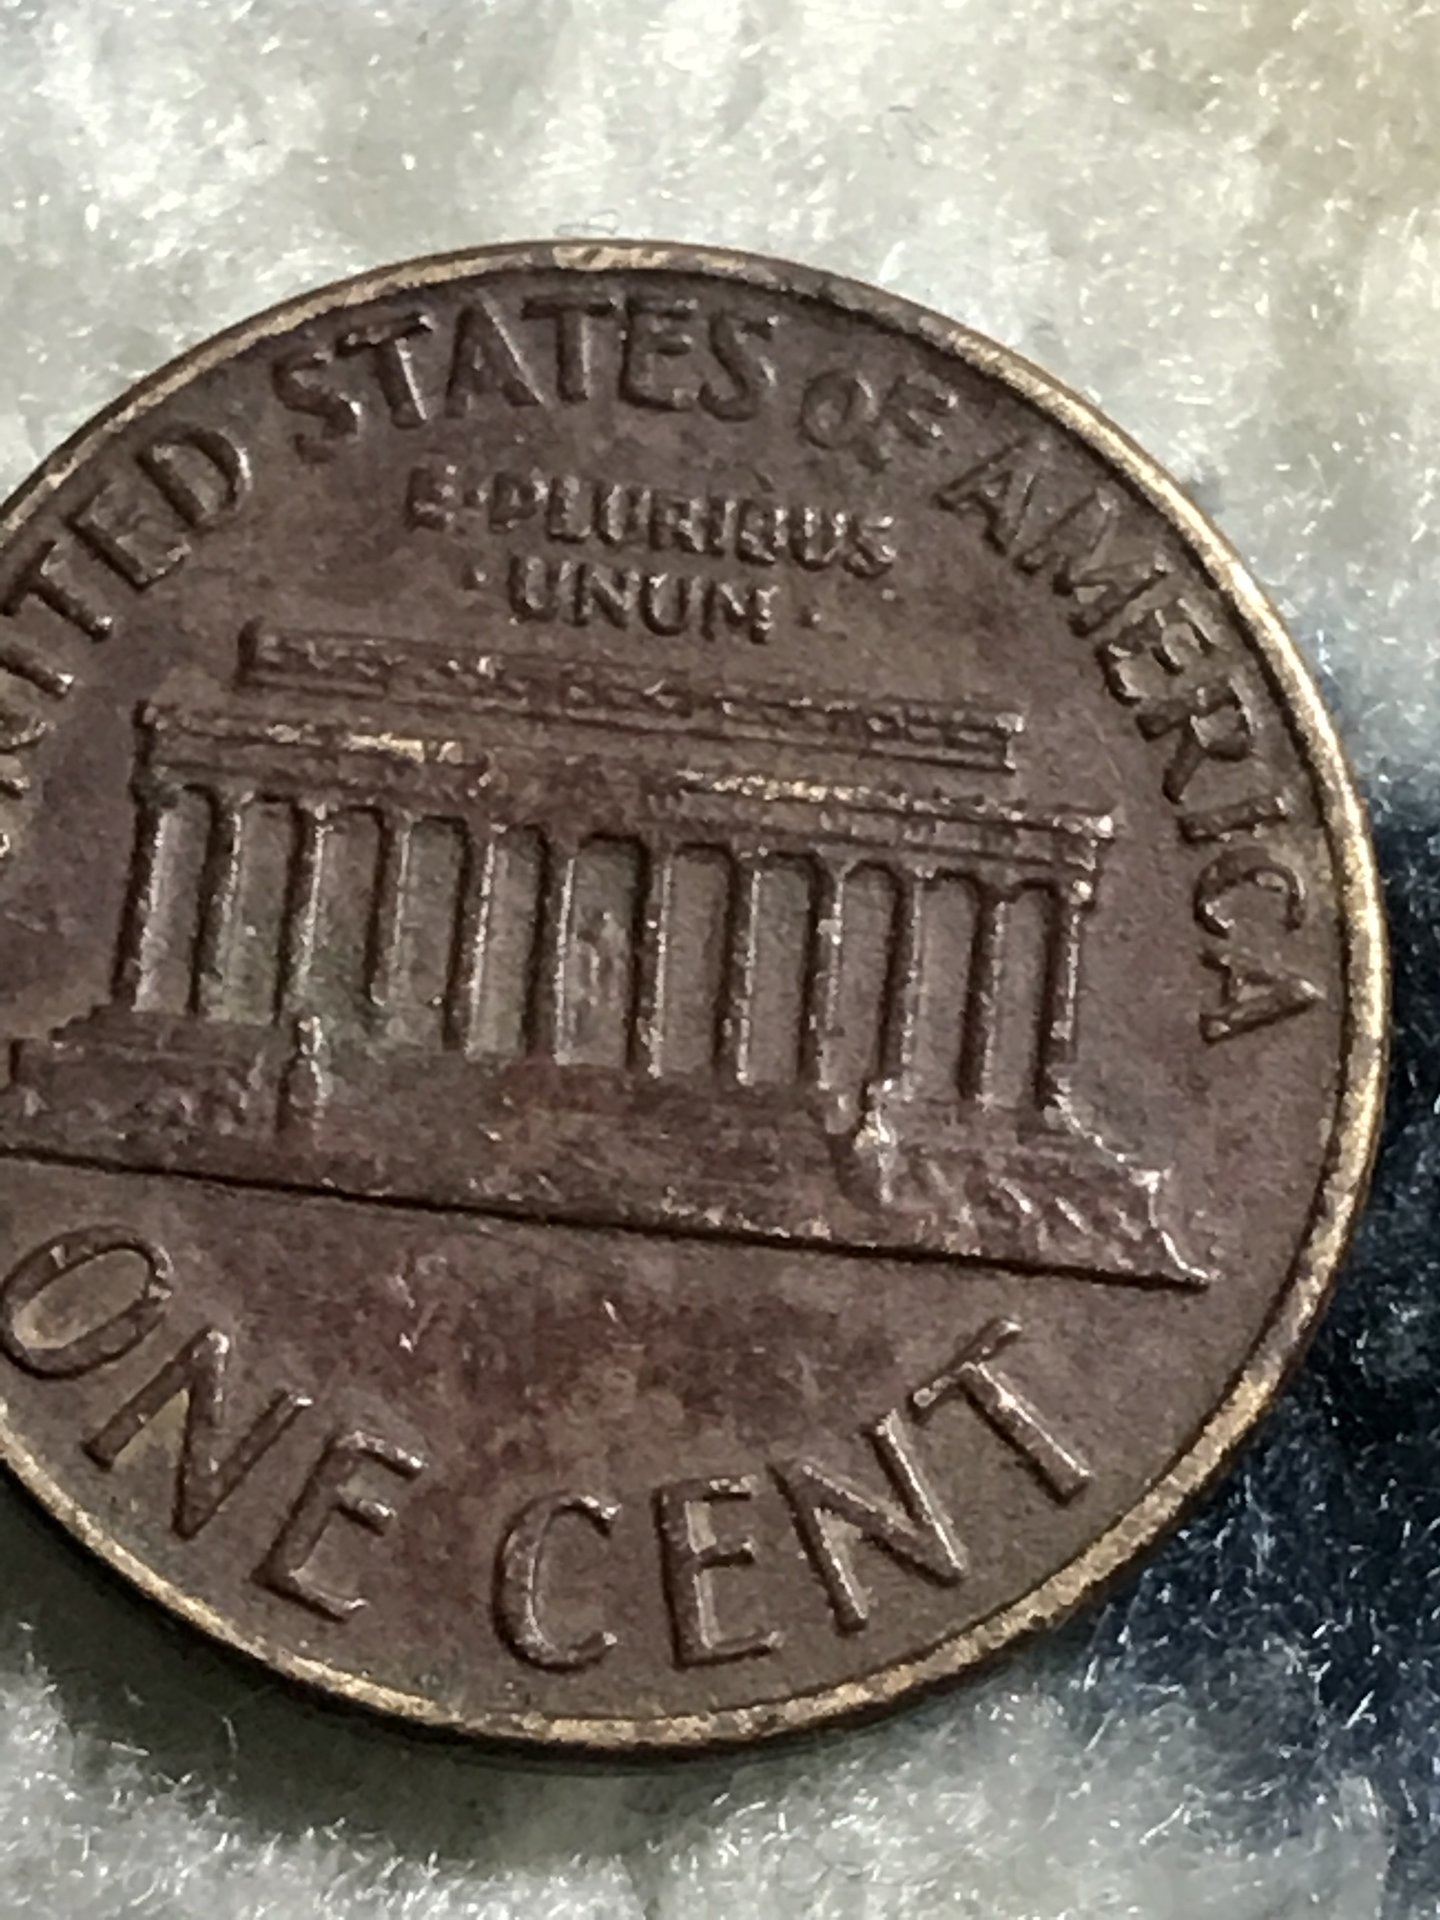 UNITED STATES OF AMERICA
E·PLURIBUS
·UNUM·
ONE CENT